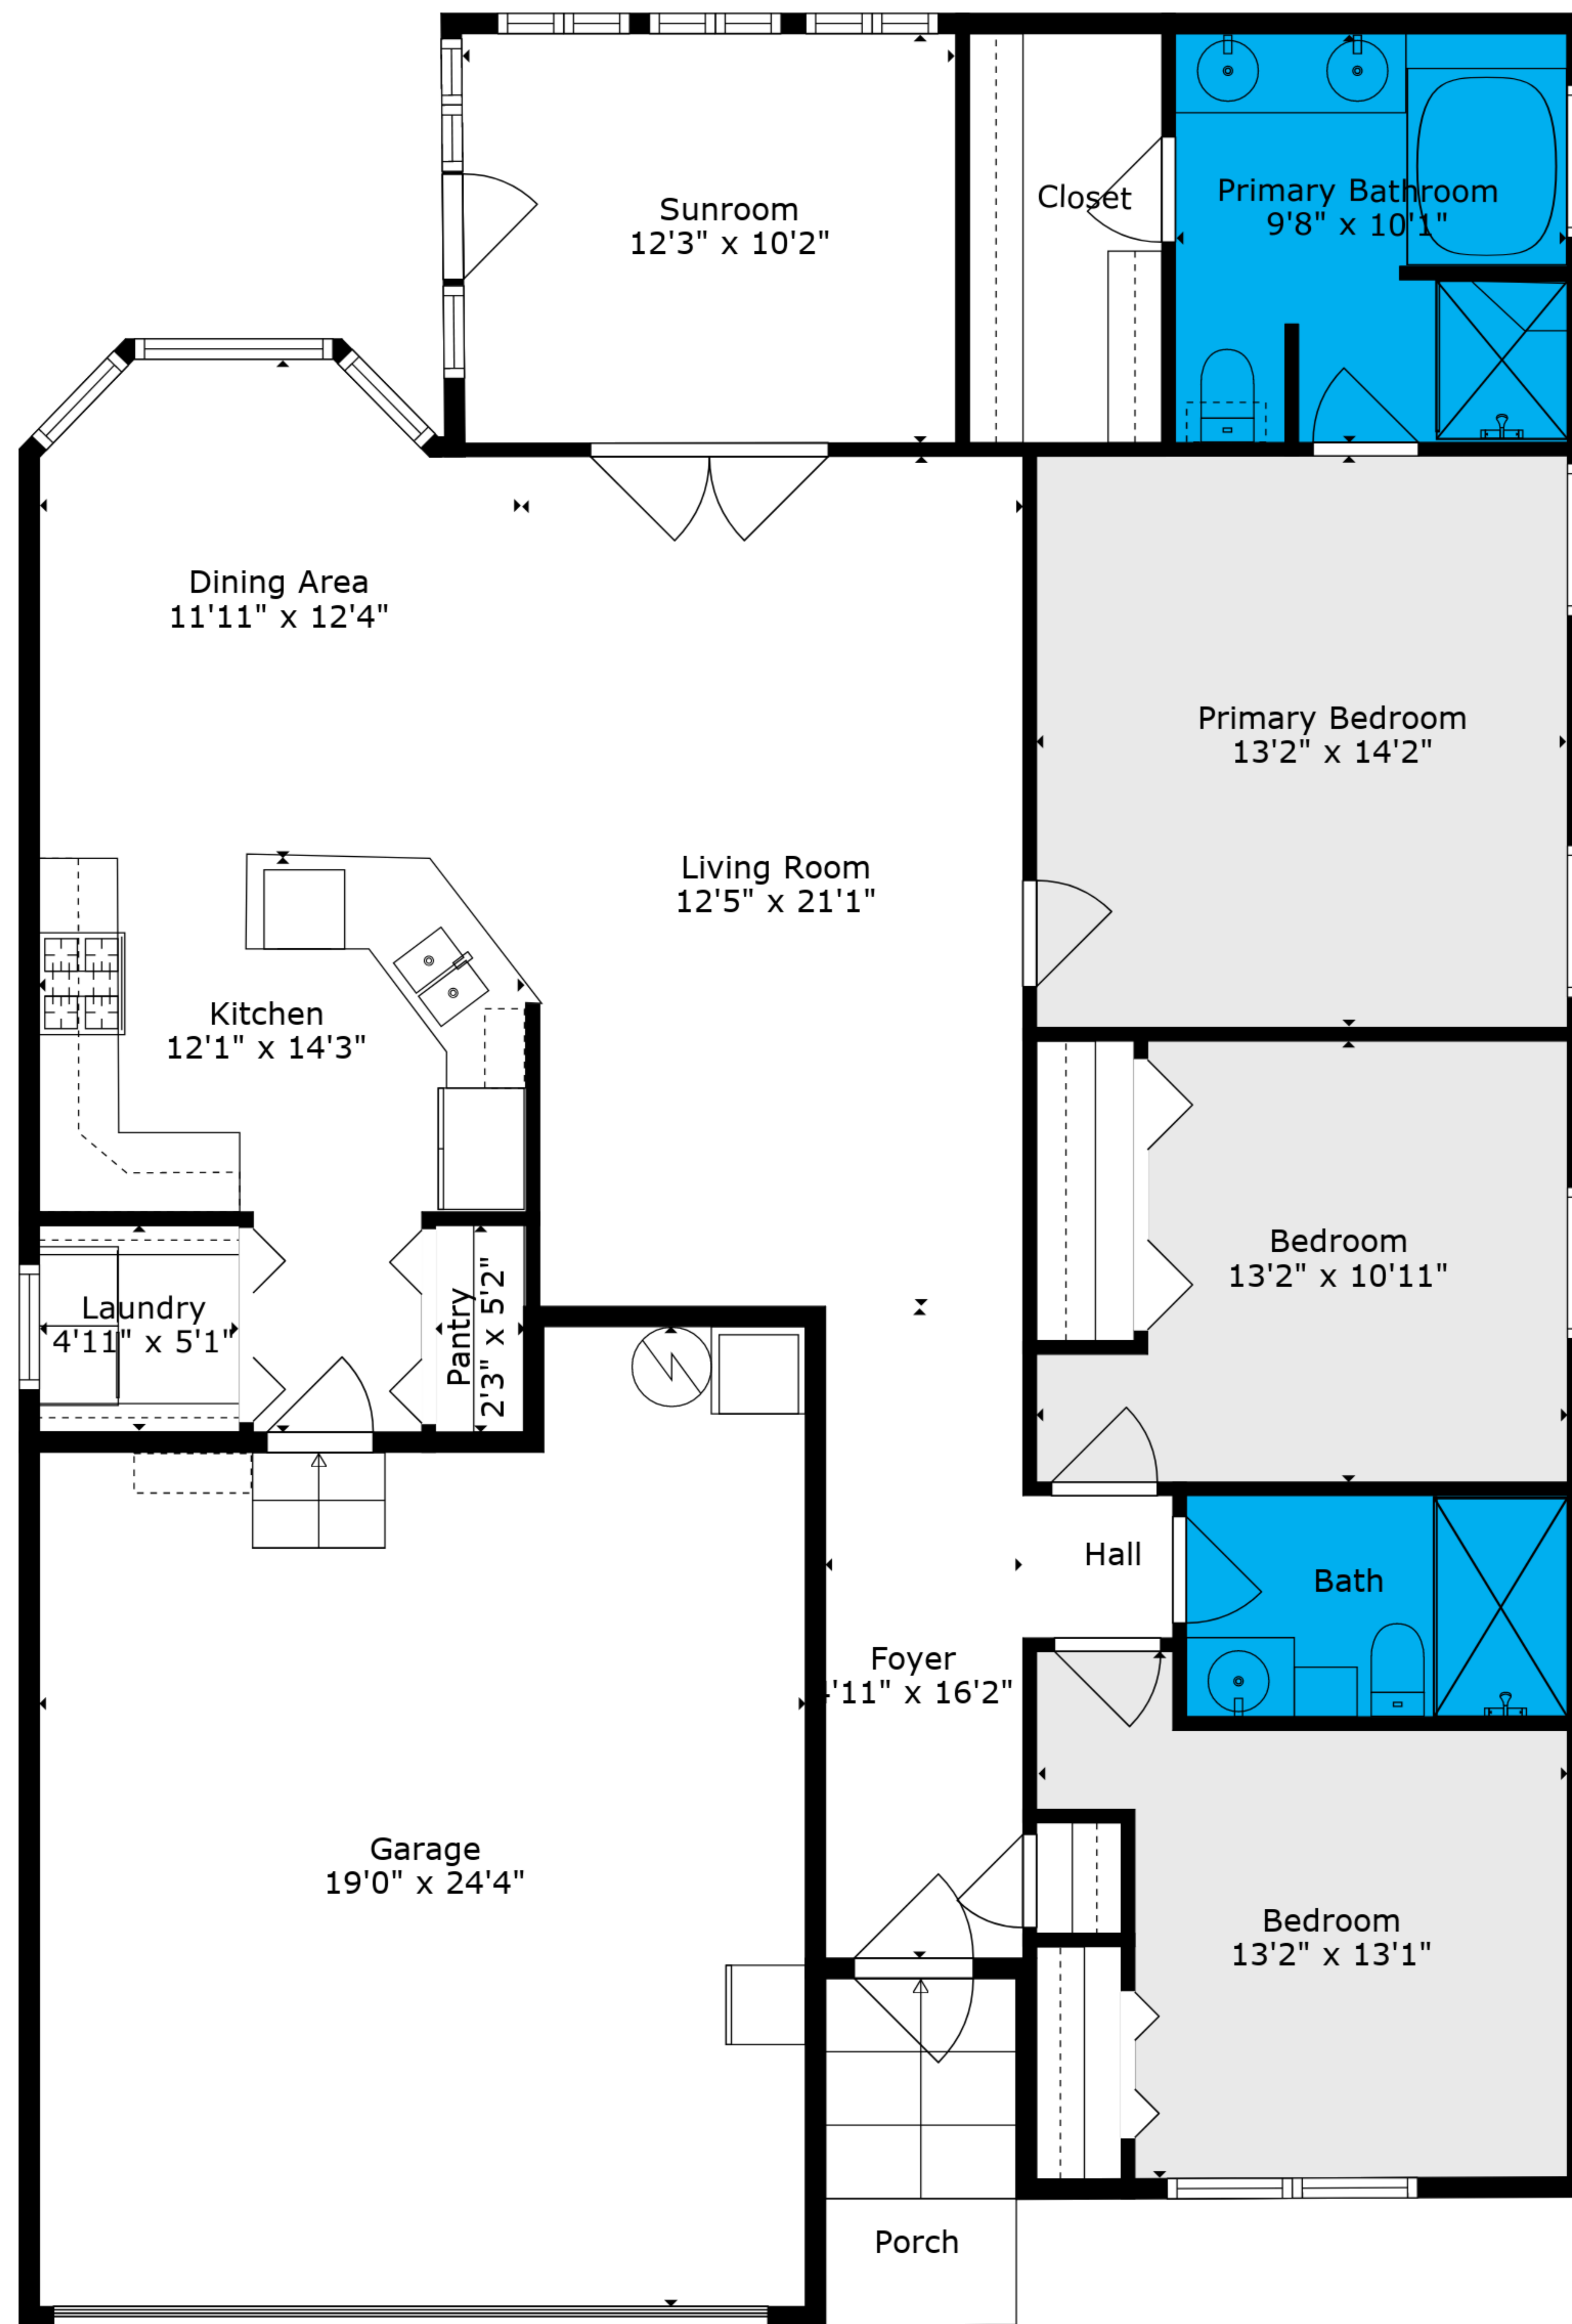 Sunroom
12'3" x 10'2"
Closet
Primary Bathroom
9'8" x 10'1"
Dining Area
11'11" x 12'4"
Primary Bedroom
13'2" x 14'2"
Living Room
12'5" x 21'1"
Kitchen
12'1" x 14'3"
Bedroom
13'2" x 10'11"
Laundry
4'11" x 5'1"
Pantry
2'3" x 5'2"
Hall
Bath
Foyer
'11" x 16'2"
Garage
19'0" x 24'4"
Bedroom
13'2" x 13'1"
Porch